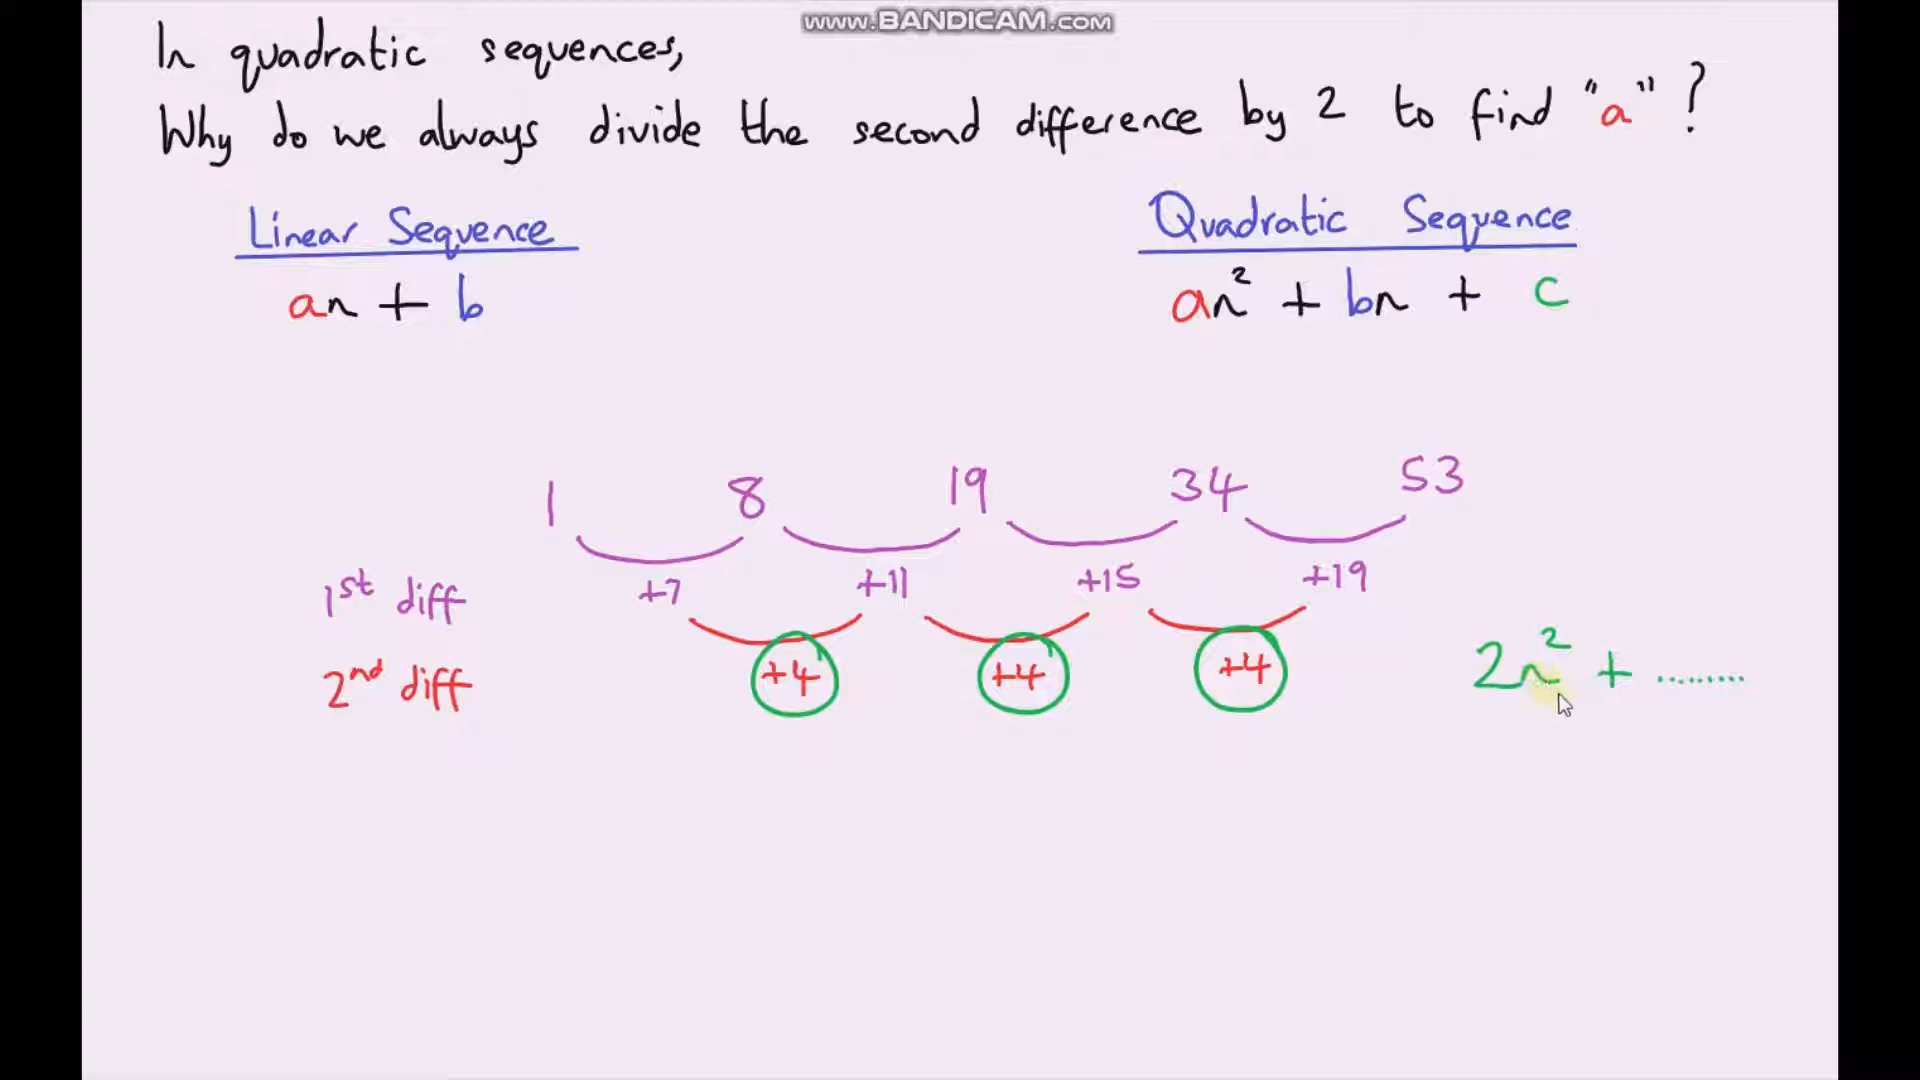 www.BANDICAM.com
In quadratic sequences,
Why do we always divide the second difference by 2 to find "a" ?
Linear Sequence
an + b
Quadratic Sequence
an² + bn + c
1 8 19 34 53
1st diff +7 +11 +15 +19
2nd diff +4 +4 +4
2n² + .........